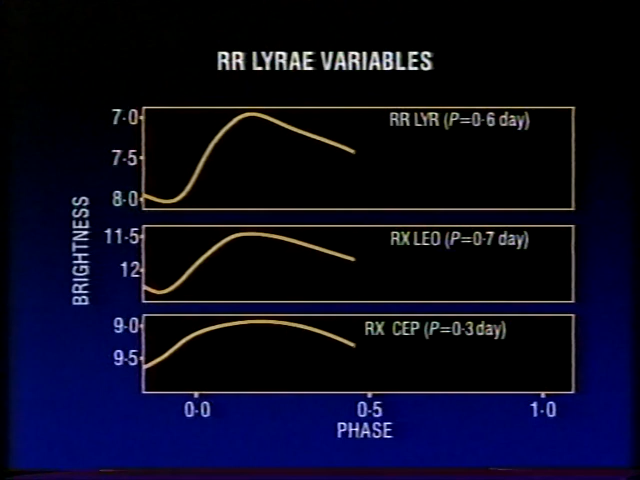 RR LYRAE VARIABLES
7·0
RR LYR (P=0·6 day)
7·5
8·0
BRIGHTNESS
11·5
RX LEO (P=0·7 day)
12
9·0
RX CEP (P=0·3 day)
9·5
0·0 0·5 1·0
PHASE